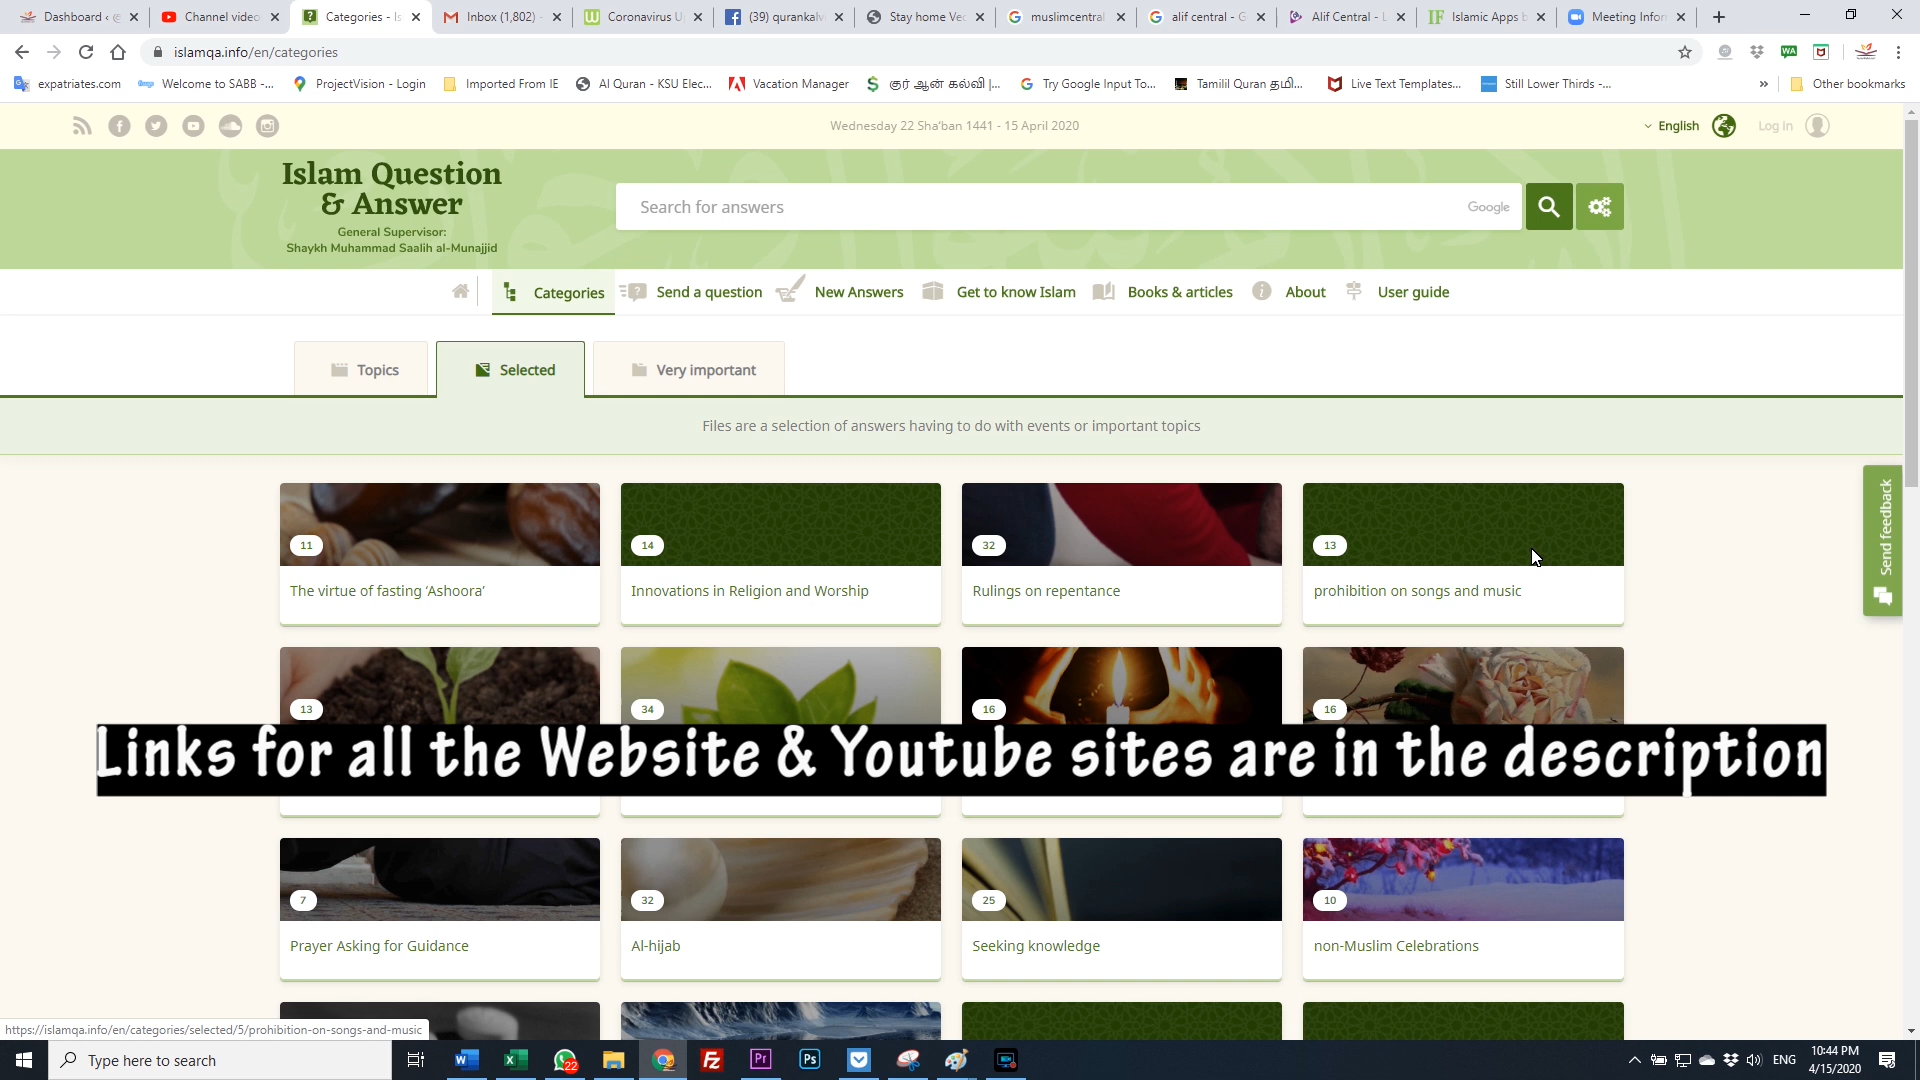 Dashboard ‹
Channel video
Categories - Is
Inbox (1,802) -
Coronavirus U
(39) qurankalv
Stay home Vec
muslimcentral
alif central - G
Alif Central - L
Islamic Apps b
Meeting Infor
islamqa.info/en/categories
expatriates.com
Welcome to SABB -...
ProjectVision - Login
Imported From IE
Al Quran - KSU Elec...
Vacation Manager
குர் ஆன் கல்வி |...
Try Google Input To...
Tamilil Quran தமி...
Live Text Templates...
Still Lower Thirds -...
»
Other bookmarks
Wednesday 22 Sha'ban 1441 - 15 April 2020
English
Log In
Islam Question
& Answer
General Supervisor:
Shaykh Muhammad Saalih al-Munajjid
Search for answers
Google
Categories
Send a question
New Answers
Get to know Islam
Books & articles
About
User guide
Topics
Selected
Very important
Files are a selection of answers having to do with events or important topics
Send feedback
11
14
32
13
The virtue of fasting ‘Ashoora’
Innovations in Religion and Worship
Rulings on repentance
prohibition on songs and music
13
34
16
16
Links for all the Website & Youtube sites are in the description
7
32
25
10
Prayer Asking for Guidance
Al-hijab
Seeking knowledge
non-Muslim Celebrations
https://islamqa.info/en/categories/selected/5/prohibition-on-songs-and-music
Type here to search
22
ENG
10:44 PM
4/15/2020